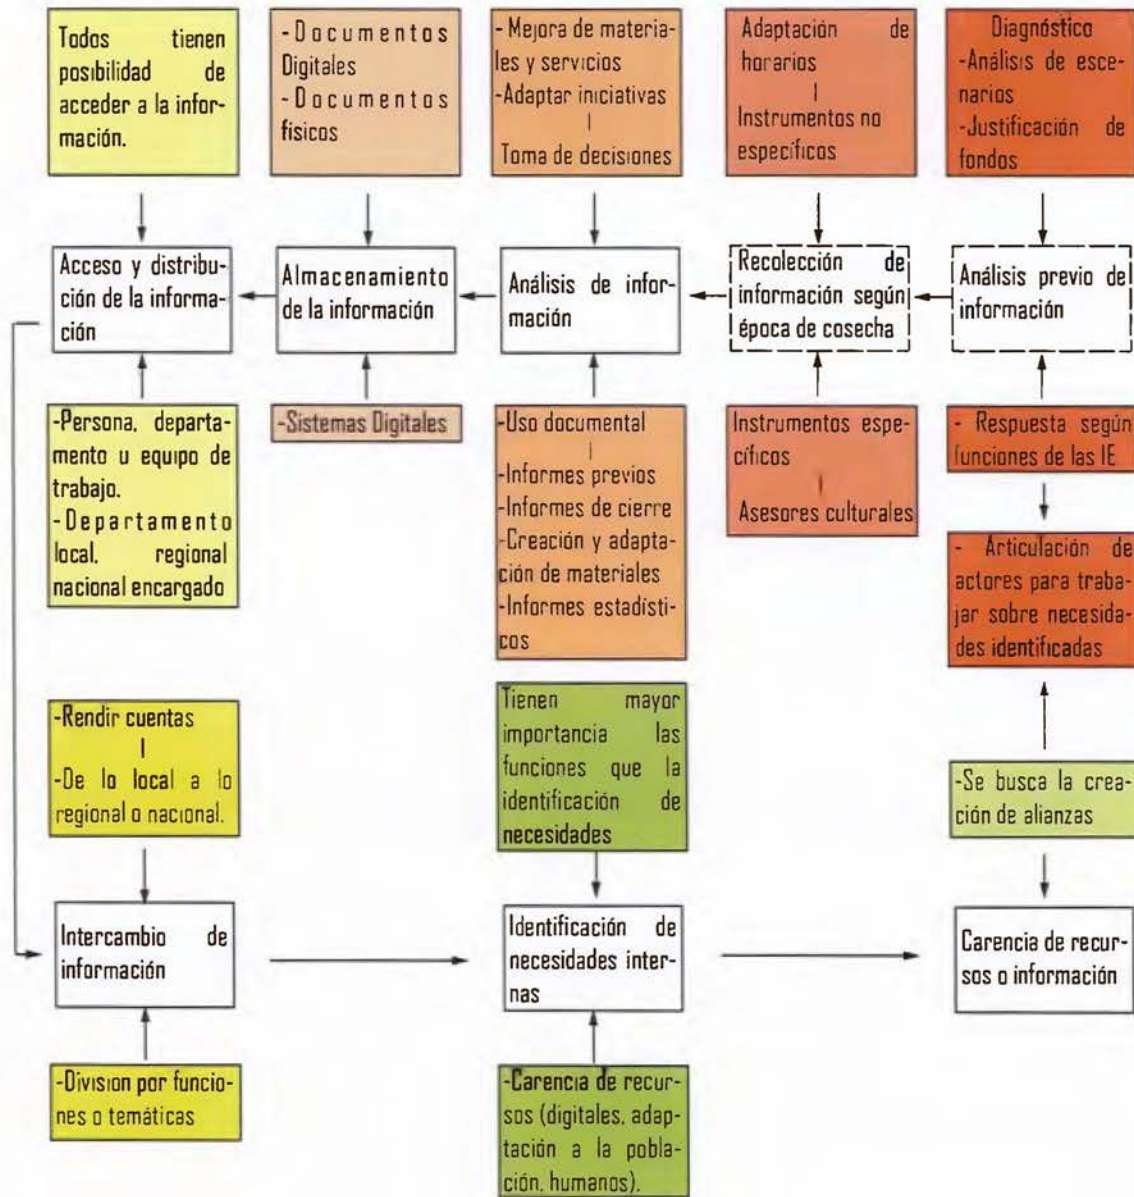 Todos tienen
posibilidad de
acceder a la infor-
mación.
-Documentos
Digitales
-Documentos
físicos
- Mejora de materia-
les y servicios
-Adaptar iniciativas
Toma de decisiones
Adaptación de
horarios
Instrumentos no
específicos
Diagnóstico
-Análisis de esce-
narios
-Justificación de
fondos
Acceso y distribu-
ción de la informa-
ción
Almacenamiento
de la información
Análisis de infor-
mación
Recolección de
información según
época de cosecha
Análisis previo de
información
-Persona, departa-
mento u equipo de
trabajo.
-Departamento
local, regional
nacional encargado
-Sistemas Digitales
-Uso documental
-Informes previos
-Informes de cierre
-Creación y adapta-
ción de materiales
-Informes estadísti-
cos
Instrumentos espe-
cíficos
Asesores culturales
- Respuesta según
funciones de las IE
- Articulación de
actores para traba-
jar sobre necesida-
des identificadas
-Rendir cuentas
-De lo local a lo
regional o nacional.
Tienen mayor
importancia las
funciones que la
identificación de
necesidades
-Se busca la crea-
ción de alianzas
Intercambio de
información
Identificación de
necesidades inter-
nas
Carencia de recur-
sos o información
-Division por funcio-
nes o temáticas
-Carencia de recur-
sos (digitales, adap-
tación a la pobla-
ción, humanos).